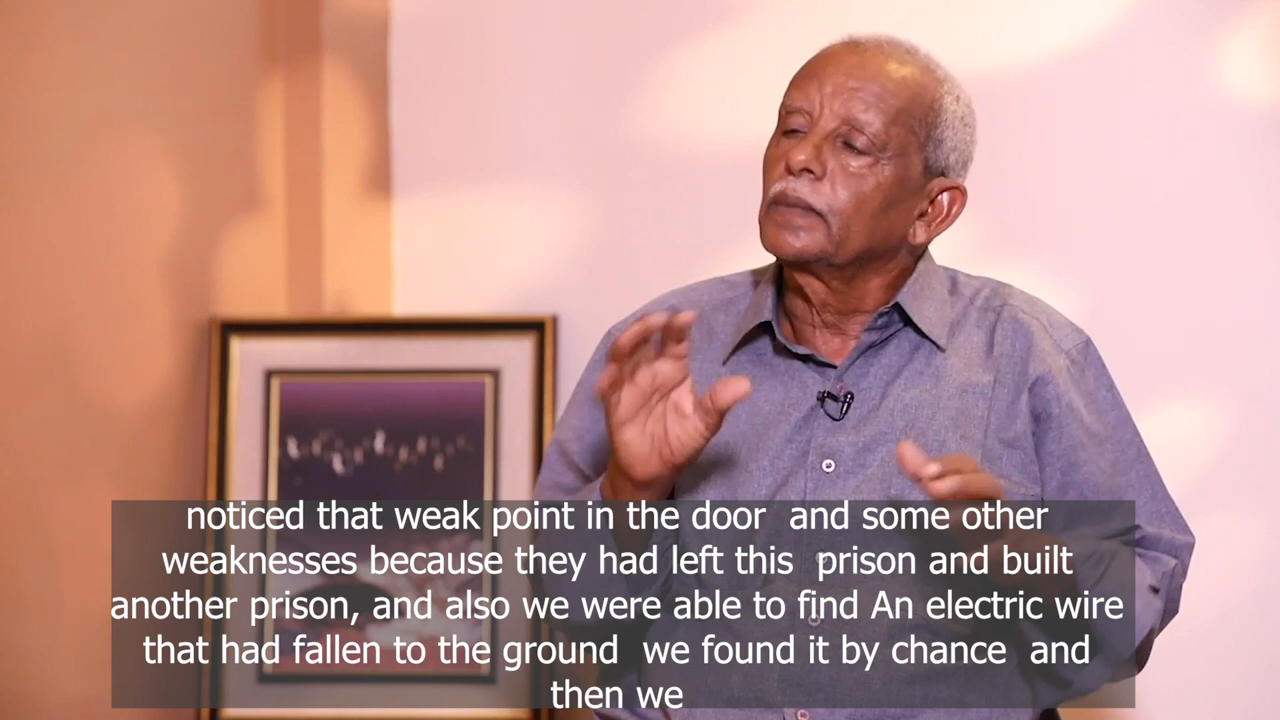 noticed that weak point in the door  and some other
weaknesses because they had left this  prison and built
another prison, and also we were able to find An electric wire
that had fallen to the ground  we found it by chance  and
then we